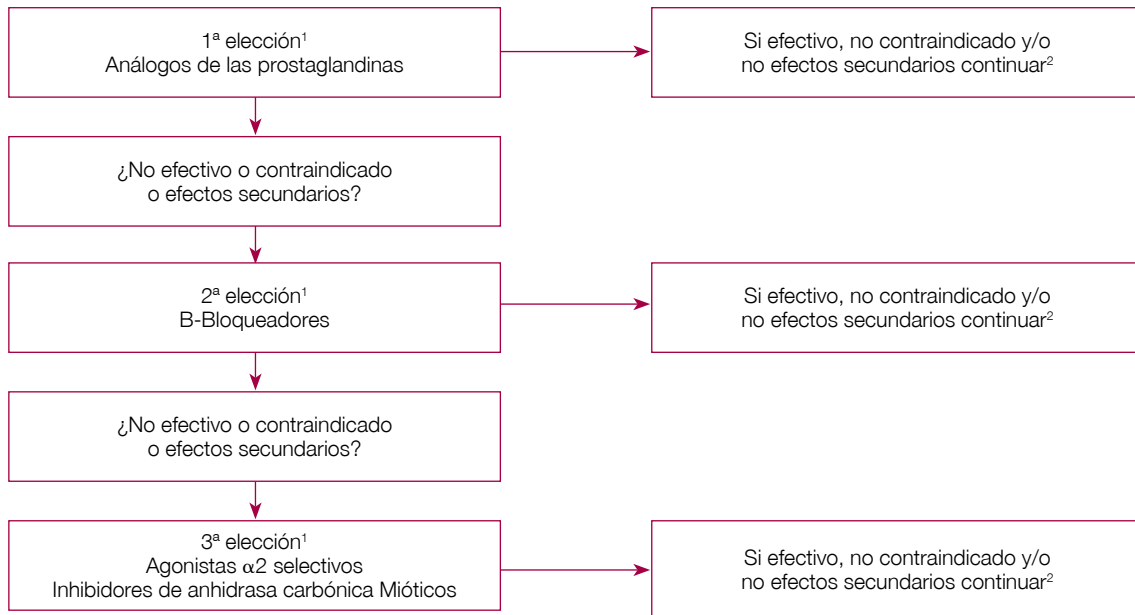 1ª elección¹
Análogos de las prostaglandinas
Si efectivo, no contraindicado y/o
no efectos secundarios continuar²
¿No efectivo o contraindicado
o efectos secundarios?
2ª elección¹
B-Bloqueadores
Si efectivo, no contraindicado y/o
no efectos secundarios continuar²
¿No efectivo o contraindicado
o efectos secundarios?
3ª elección¹
Agonistas α2 selectivos
Inhibidores de anhidrasa carbónica Mióticos
Si efectivo, no contraindicado y/o
no efectos secundarios continuar²